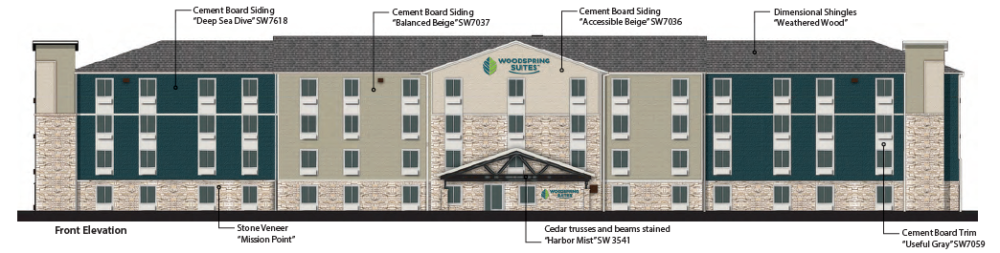 Cement Board Siding
"Deep Sea Dive" SW7618
Cement Board Siding
"Balanced Beige" SW7037
Cement Board Siding
"Accessible Beige" SW7036
Dimensional Shingles
"Weathered Wood"
WOODSPRING
SUITES
WOODSPRING
SUITES
Front Elevation
Stone Veneer
"Mission Point"
Cedar trusses and beams stained
"Harbor Mist" SW 3541
Cement Board Trim
"Useful Gray" SW7059